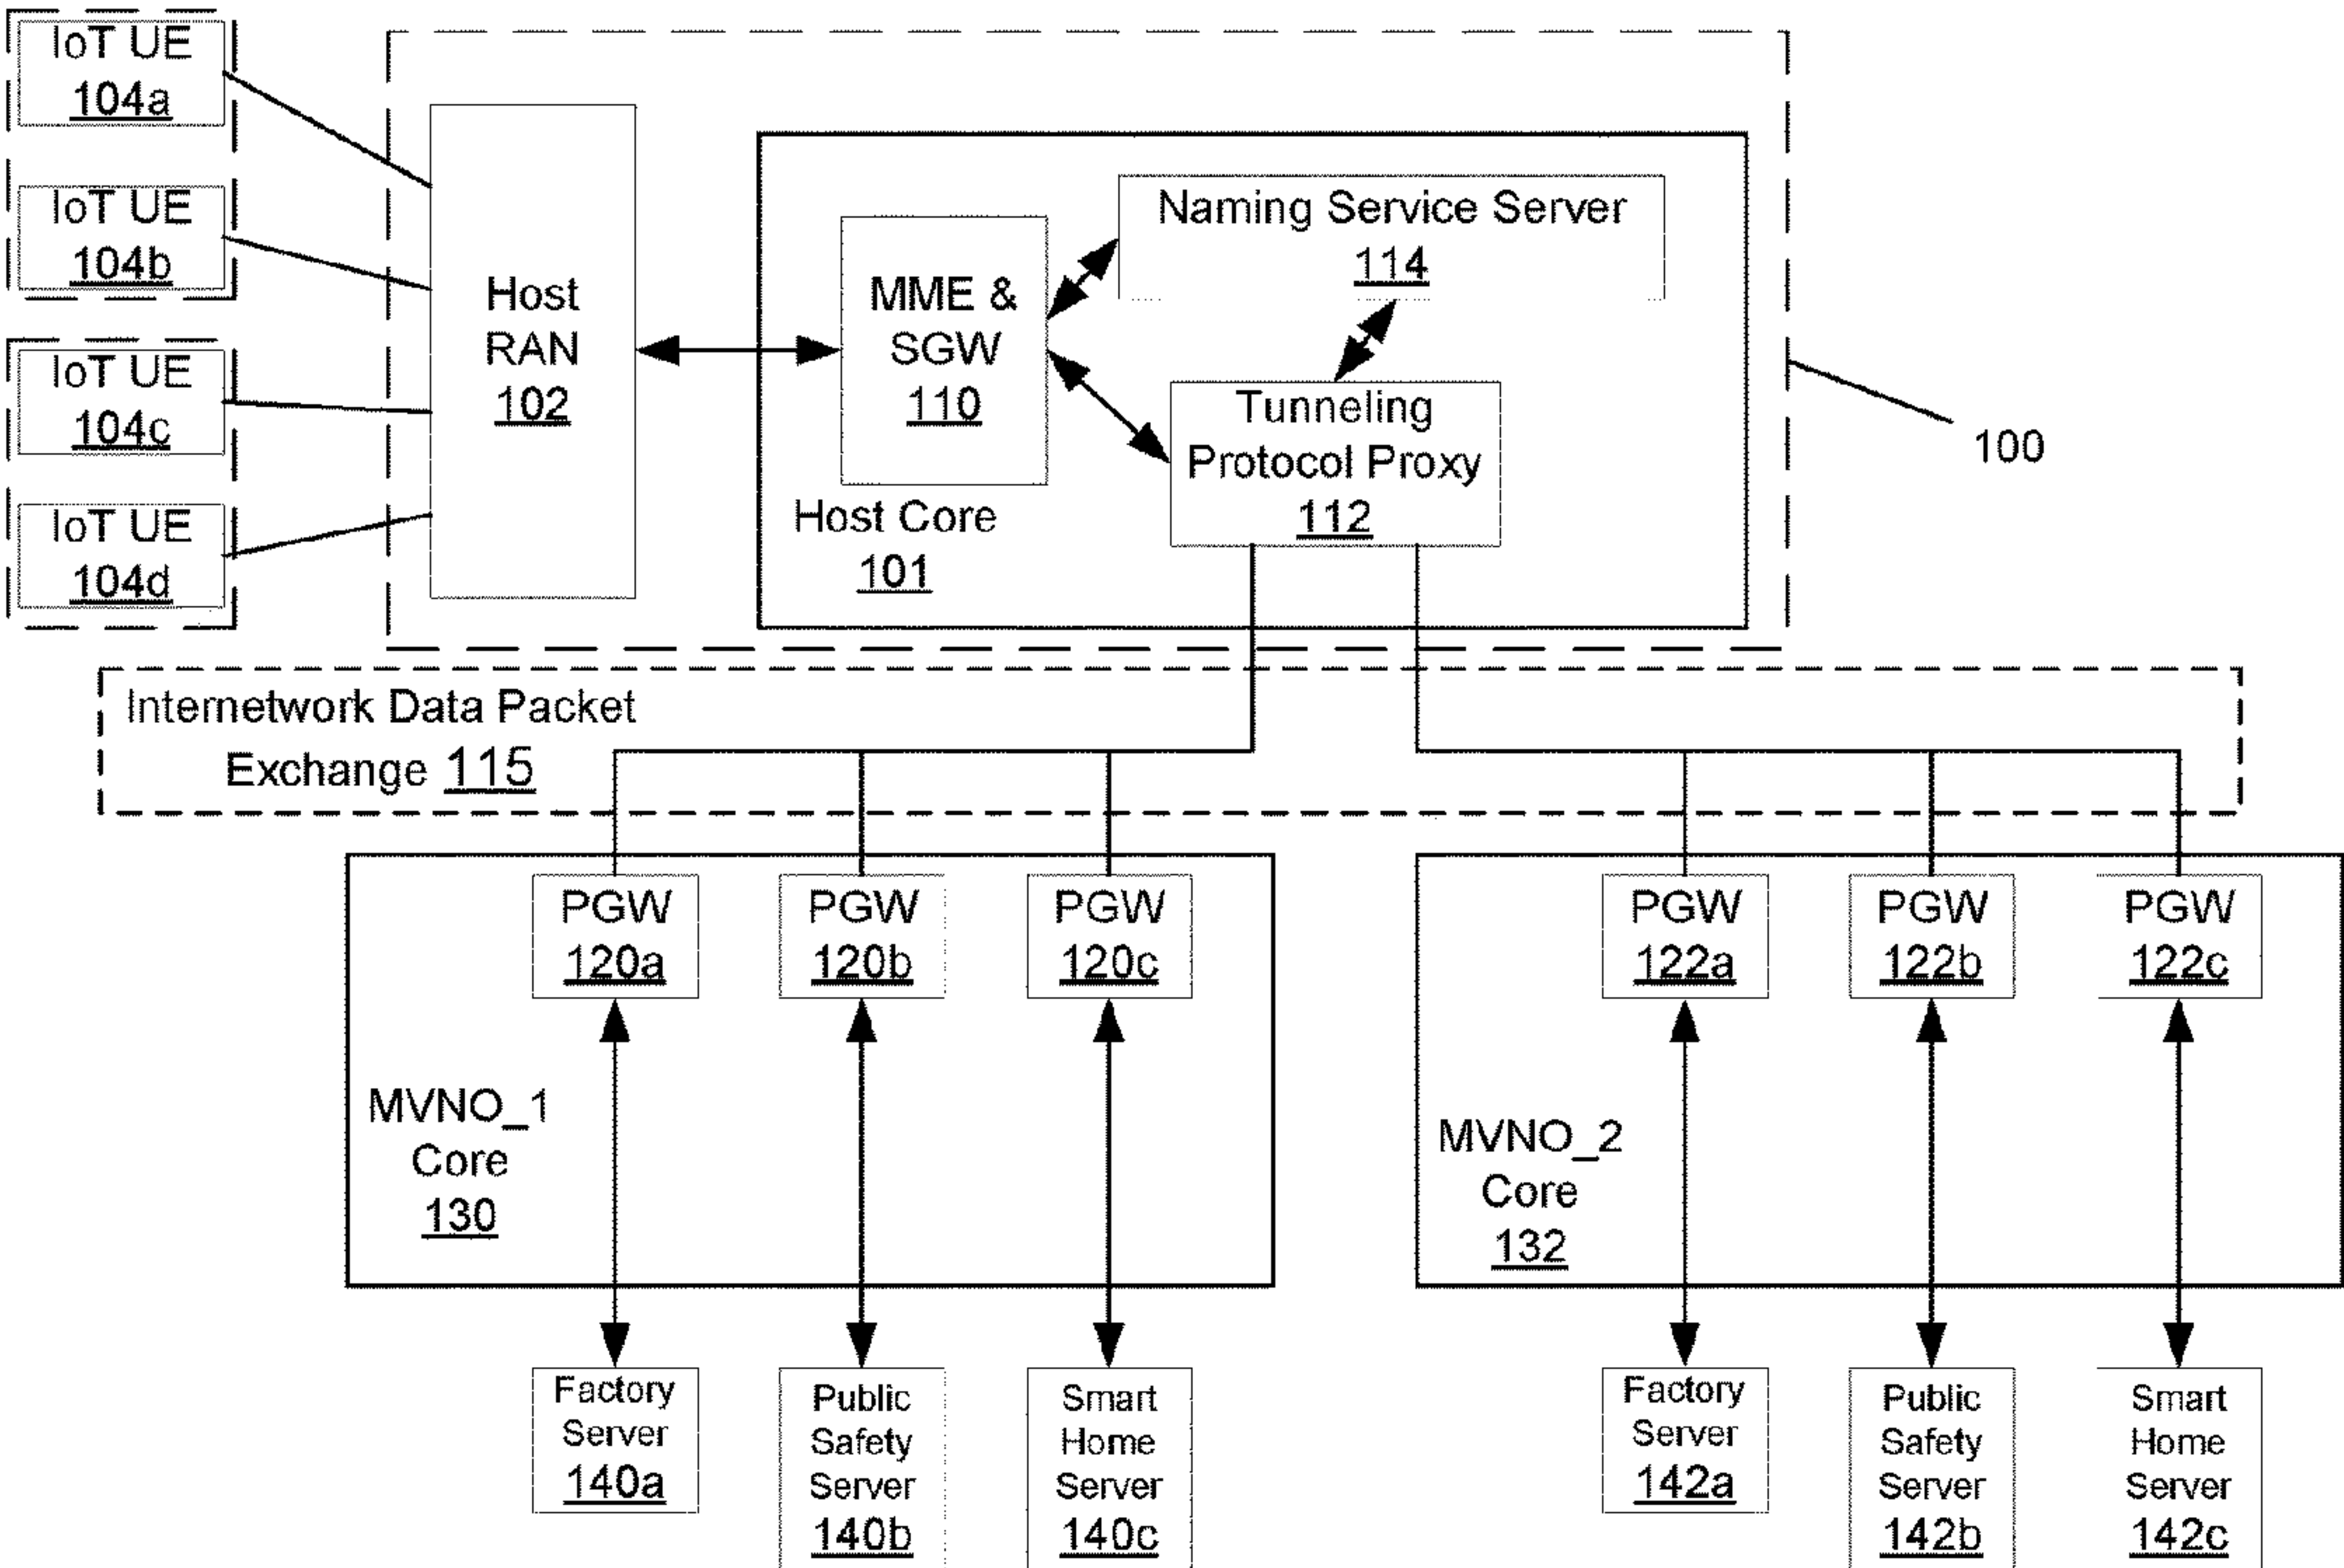 IoT UE
104a
IoT UE
104b
IoT UE
104c
IoT UE
104d
Host
RAN
102
MME &
SGW
110
Naming Service Server
114
Tunneling
Protocol Proxy
112
Host Core
101
100
Internetwork Data Packet
Exchange 115
PGW
120a
PGW
120b
PGW
120c
MVNO_1
Core
130
PGW
122a
PGW
122b
PGW
122c
MVNO_2
Core
132
Factory
Server
140a
Public
Safety
Server
140b
Smart
Home
Server
140c
Factory
Server
142a
Public
Safety
Server
142b
Smart
Home
Server
142c